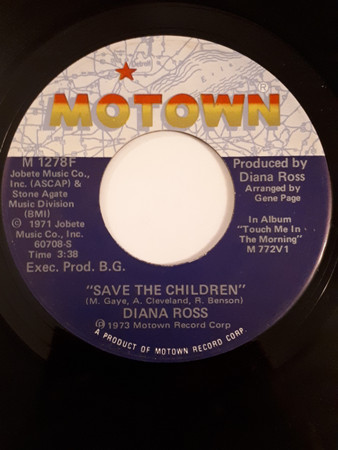 MOTOWN
®
M 1278F
Jobete Music Co.,
Inc. (ASCAP) &
Stone Agate
Music Division
(BMI)
© 1971 Jobete
Music Co., Inc.
60708-S
Time 3:38
Exec. Prod. B.G.
Produced by
Diana Ross
Arranged by
Gene Page
In Album
"Touch Me In
The Morning"
M 772V1
"SAVE THE CHILDREN"
(M. Gaye, A. Cleveland, R. Benson)
DIANA ROSS
℗ 1973 Motown Record Corp
A PRODUCT OF MOTOWN RECORD CORP.